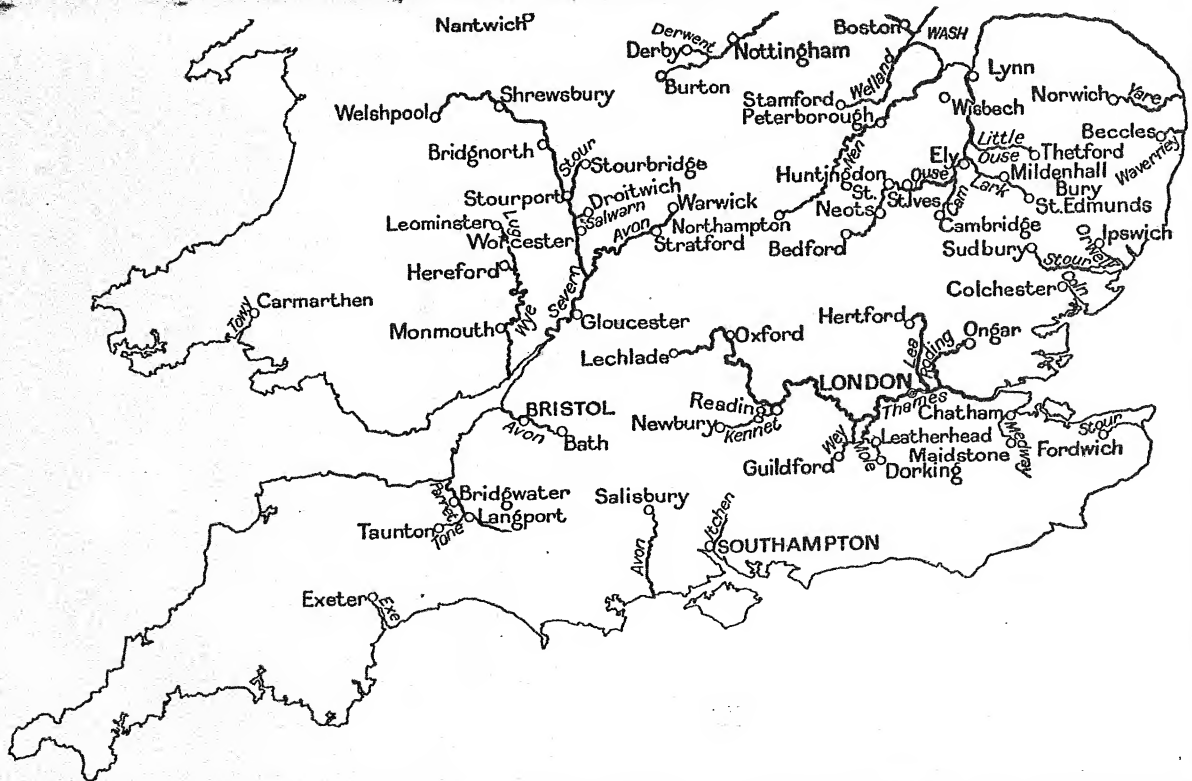 Nantwich
Boston
WASH
Derwent
Derby
Nottingham
Burton
Lynn
Welland
Stamford
Peterborough
Wisbech
Norwich
Yare
Welshpool
Shrewsbury
Beccles
Waverney
Little
Ouse
Thetford
Bridgnorth
Stour
Stourbridge
Nen
Ely
Mildenhall
Huntingdon
Ouse
Lark
Bury
St. Edmunds
Stourport
Droitwich
Salwarn
Warwick
St.
Neots
St.Ives
Cam
Leominster
Lugu
Worcester
Avon
Stratford
Northampton
Bedford
Cambridge
Sudbury
Orwell
Ipswich
Stour
Hereford
Severn
Colchester
Coln
Carmarthen
Towy
Monmouth
Wye
Gloucester
Hertford
Lea
Roding
Ongar
Lechlade
Oxford
LONDON
Thames
BRISTOL
Avon
Bath
Reading
Newbury
Kennet
Chatham
Medway
Stour
Fordwich
Wey
Mole
Leatherhead
Maidstone
Guildford
Dorking
Parret
Bridgwater
Langport
Taunton
Tone
Salisbury
Avon
Itchen
SOUTHAMPTON
Exeter
Exe